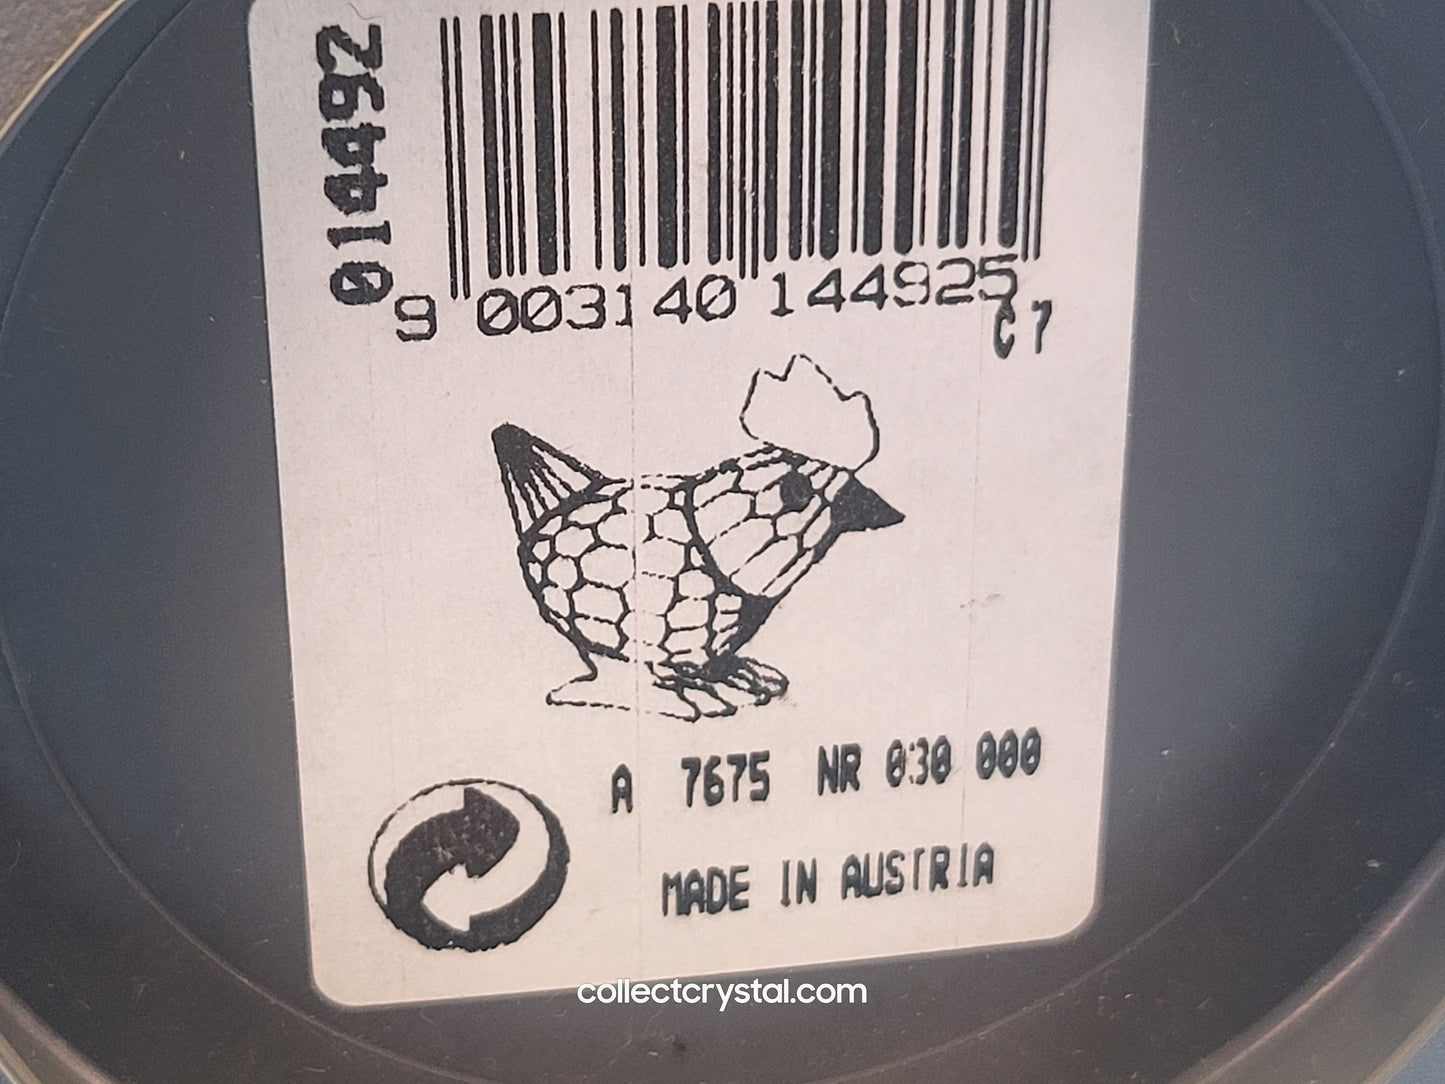 014492
9 003140 144925
C 7
A 7675 NR 030 000
MADE IN AUSTRIA
collectcrystal.com